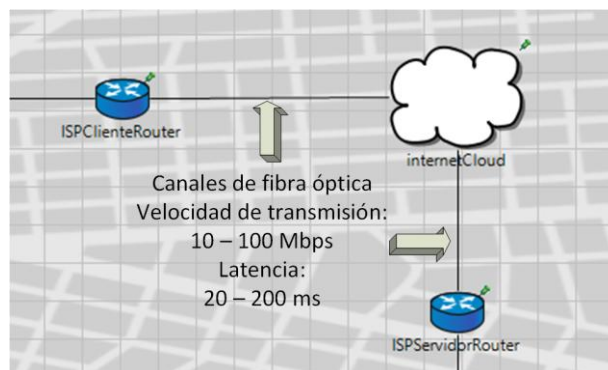 ISPClienteRouter
internetCloud
Canales de fibra óptica
Velocidad de transmisión:
10 – 100 Mbps
Latencia:
20 – 200 ms
ISPServidorRouter